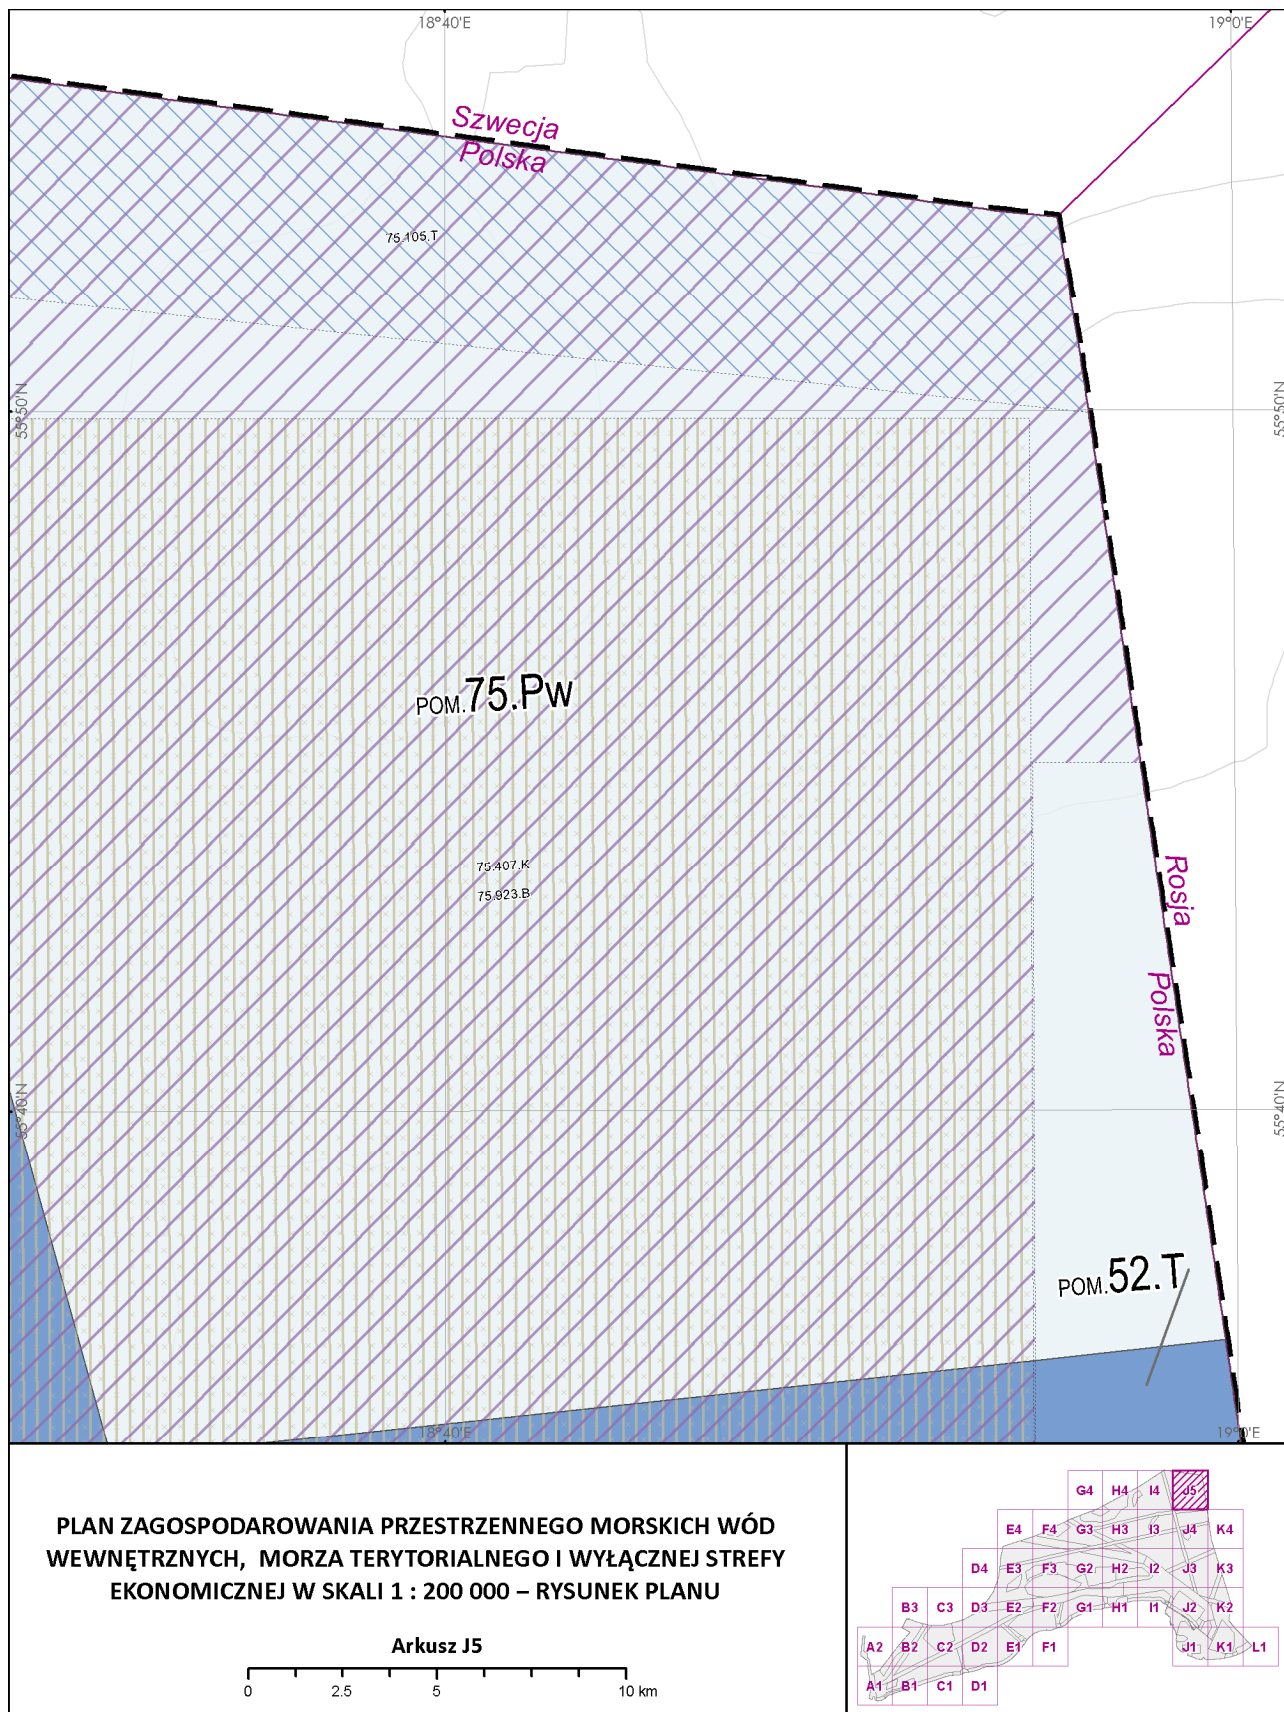 18°40'E
19°0'E
Szwecja
Polska
75.105.T
55°50'N
55°50'N
POM.75.Pw
75.407.K
75.923.B
Rosja
Polska
55°40'N
55°40'N
POM.52.T
18°40'E
19°0'E
PLAN ZAGOSPODAROWANIA PRZESTRZENNEGO MORSKICH WÓD
WEWNĘTRZNYCH, MORZA TERYTORIALNEGO I WYŁĄCZNEJ STREFY
EKONOMICZNEJ W SKALI 1 : 200 000 – RYSUNEK PLANU
Arkusz J5
0 2.5 5 10 km
G4 H4 I4 J5
E4 F4 G3 H3 I3 J4 K4
D4 E3 F3 G2 H2 I2 J3 K3
B3 C3 D3 E2 F2 G1 H1 I1 J2 K2
A2 B2 C2 D2 E1 F1 J1 K1 L1
A1 B1 C1 D1